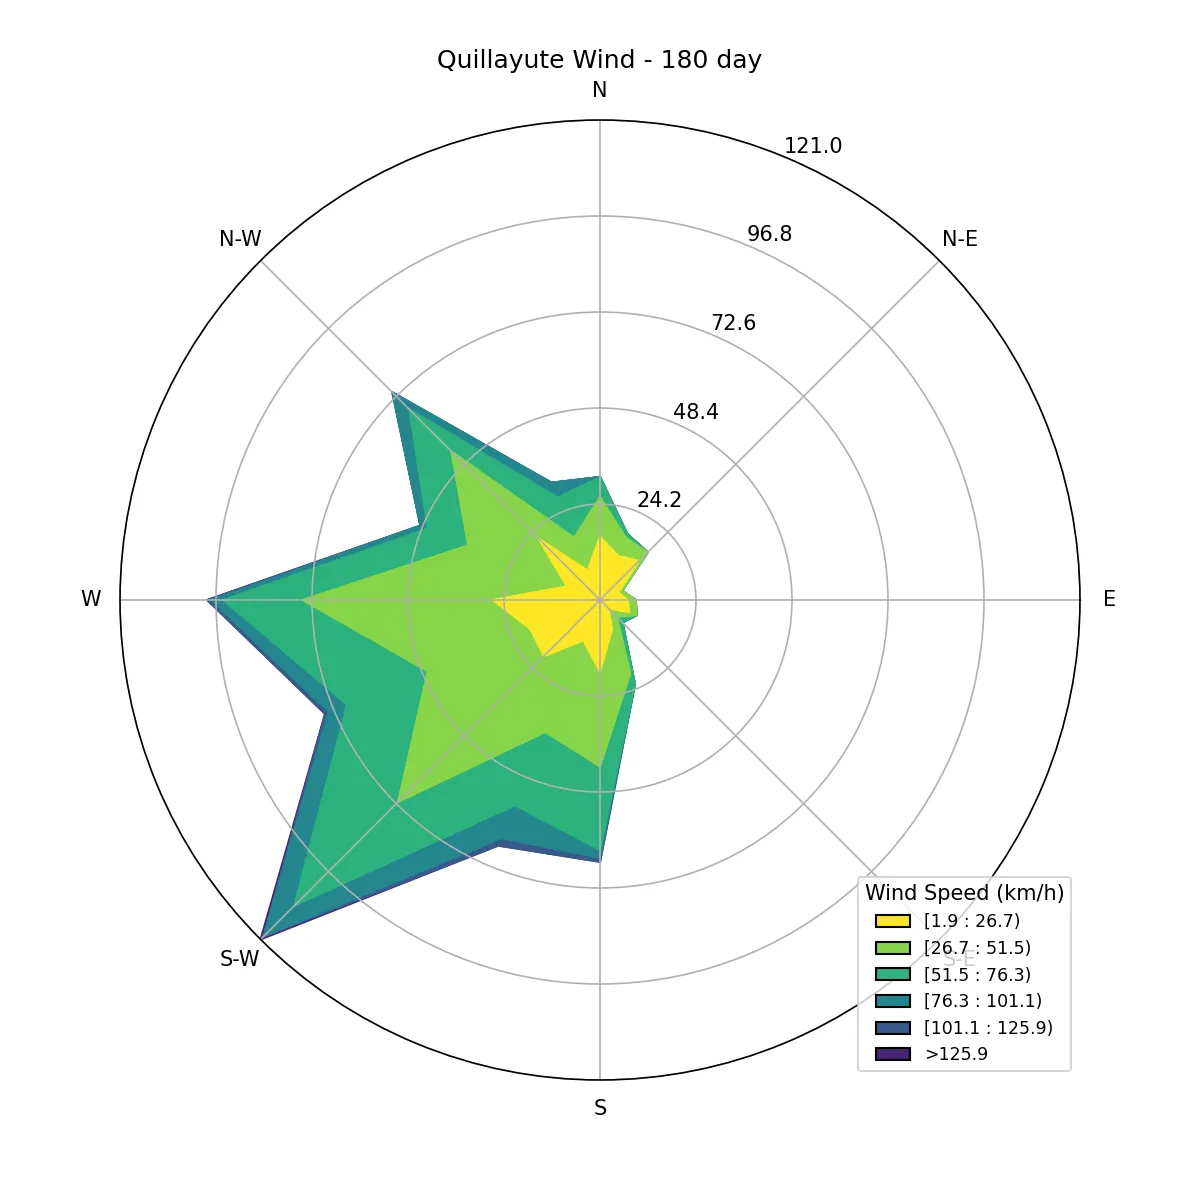 Quillayute Wind - 180 day
N
121.0
N-W
96.8
N-E
72.6
48.4
24.2
W
E
S-W
S-E
Wind Speed (km/h)
[1.9 : 26.7)
[26.7 : 51.5)
[51.5 : 76.3)
[76.3 : 101.1)
[101.1 : 125.9)
>125.9
S